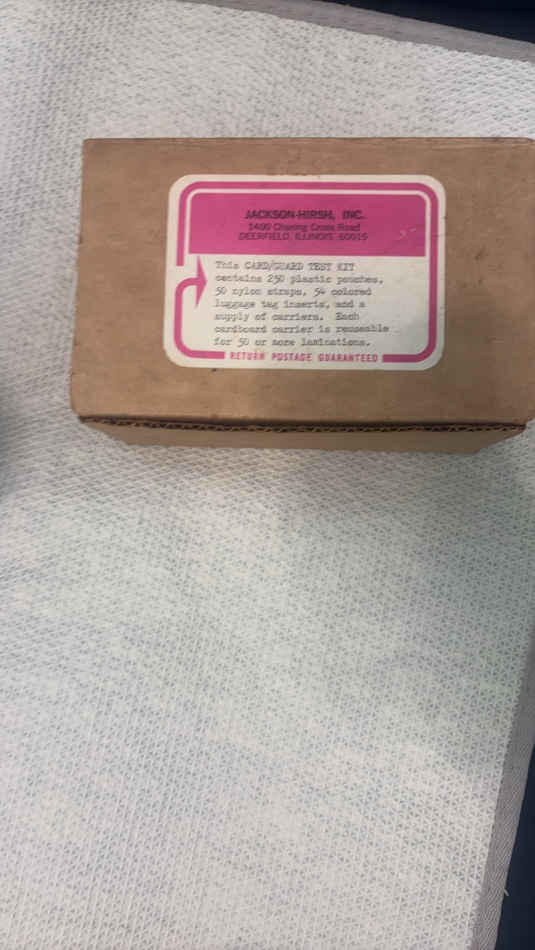 JACKSON-HIRSH, INC.
1400 Charing Cross Road
DEERFIELD, ILLINOIS, 60015
This CARD/GUARD TEST KIT
contains 250 plastic pouches,
50 nylon straps, 54 colored
luggage tag inserts, and a
supply of carriers. Each
cardboard carrier is reuseable
for 50 or more laminations.
RETURN POSTAGE GUARANTEED